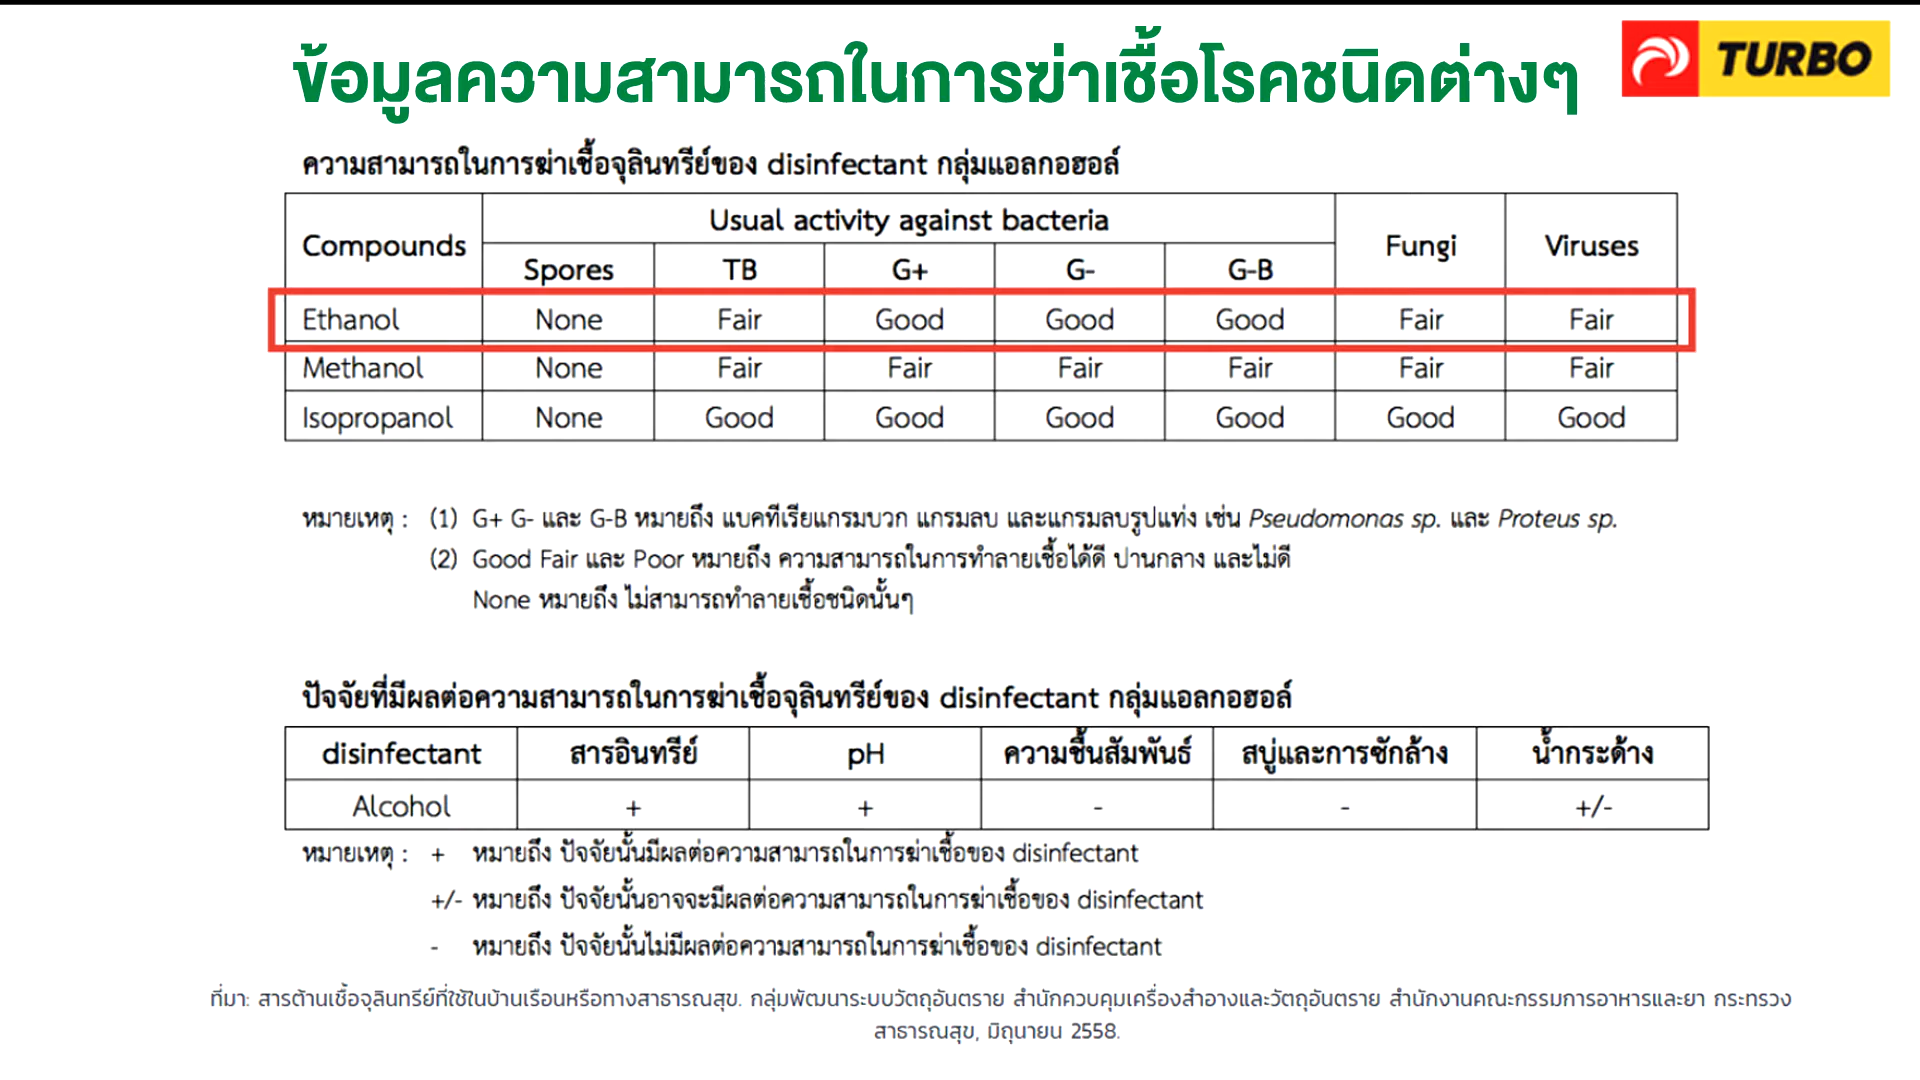 ข้อมูลความสามารถในการฆ่าเชื้อโรคชนิดต่างๆ
TURBO
ความสามารถในการฆ่าเชื้อจุลินทรีย์ของ disinfectant กลุ่มแอลกอฮอล์
Compounds Usual activity against bacteria Fungi Viruses
Spores TB G+ G- G-B
Ethanol None Fair Good Good Good Fair Fair
Methanol None Fair Fair Fair Fair Fair Fair
Isopropanol None Good Good Good Good Good Good
หมายเหตุ : (1) G+ G- และ G-B หมายถึง แบคทีเรียแกรมบวก แกรมลบ และแกรมลบรูปแท่ง เช่น Pseudomonas sp. และ Proteus sp.
(2) Good Fair และ Poor หมายถึง ความสามารถในการทำลายเชื้อได้ดี ปานกลาง และไม่ดี
None หมายถึง ไม่สามารถทำลายเชื้อชนิดนั้นๆ
ปัจจัยที่มีผลต่อความสามารถในการฆ่าเชื้อจุลินทรีย์ของ disinfectant กลุ่มแอลกอฮอล์
disinfectant สารอินทรีย์ pH ความชื้นสัมพันธ์ สบู่และการซักล้าง น้ำกระด้าง
Alcohol + + - - +/-
หมายเหตุ : + หมายถึง ปัจจัยนั้นมีผลต่อความสามารถในการฆ่าเชื้อของ disinfectant
+/- หมายถึง ปัจจัยนั้นอาจจะมีผลต่อความสามารถในการฆ่าเชื้อของ disinfectant
- หมายถึง ปัจจัยนั้นไม่มีผลต่อความสามารถในการฆ่าเชื้อของ disinfectant
ที่มา: สารต้านเชื้อจุลินทรีย์ที่ใช้ในบ้านเรือนหรือทางสาธารณสุข. กลุ่มพัฒนาระบบวัตถุอันตราย สำนักควบคุมเครื่องสำอางและวัตถุอันตราย สำนักงานคณะกรรมการอาหารและยา กระทรวง
สาธารณสุข, มิถุนายน 2558.